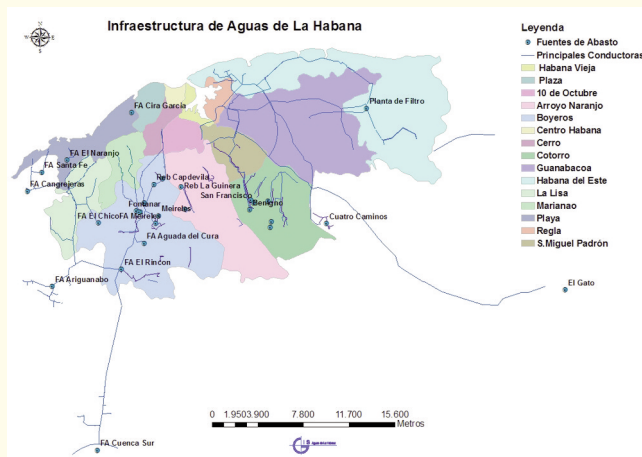 Infraestructura de Aguas de La Habana
Leyenda
Fuentes de Abasto
Principales Conductoras
Habana Vieja
Plaza
10 de Octubre
Arroyo Naranjo
Boyeros
Centro Habana
Cerro
Cotorro
Guanabacoa
Habana del Este
La Lisa
Marianao
Playa
Regla
S.Miguel Padrón
FA Cira García
Planta de Filtro
FA El Naranjo
FA Santa Fe
FA Cangrejeras
Reb Capdevila
Reb La Guinera
San Francisco
Fontanar
Meireles
Benigno
FA El Chico
FA Meireles
Cuatro Caminos
FA Aguada del Cura
FA El Rincon
FA Ariguanabo
El Gato
FA Cuenca Sur
0 1.9503.900 7.800 11.700 15.600
Metros